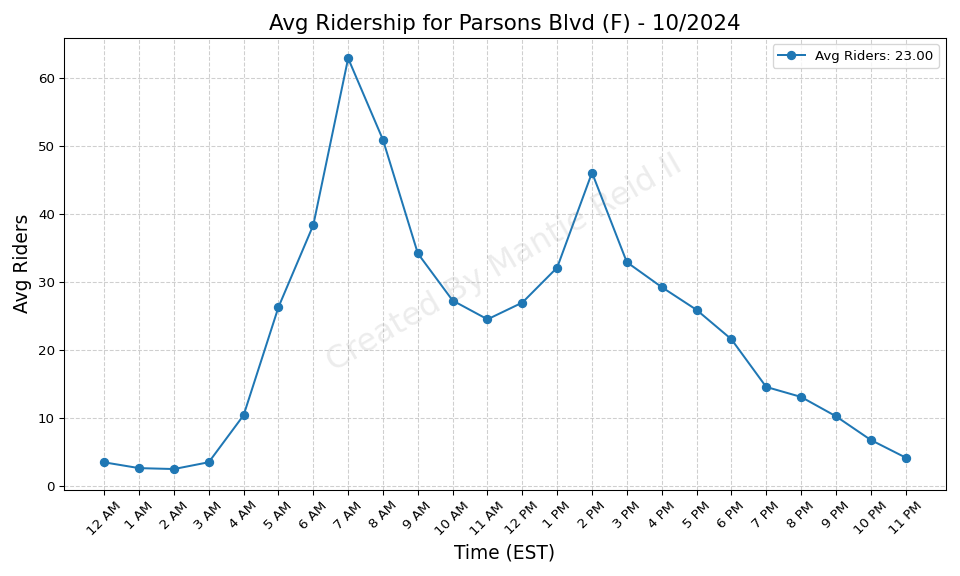 Avg Ridership for Parsons Blvd (F) - 10/2024
Avg Riders: 23.00
Avg Riders
60
50
40
30
20
10
0
Created By Mantic Reid II
12 AM
1 AM
2 AM
3 AM
4 AM
5 AM
6 AM
7 AM
8 AM
9 AM
10 AM
11 AM
12 PM
1 PM
2 PM
3 PM
4 PM
5 PM
6 PM
7 PM
8 PM
9 PM
10 PM
11 PM
Time (EST)